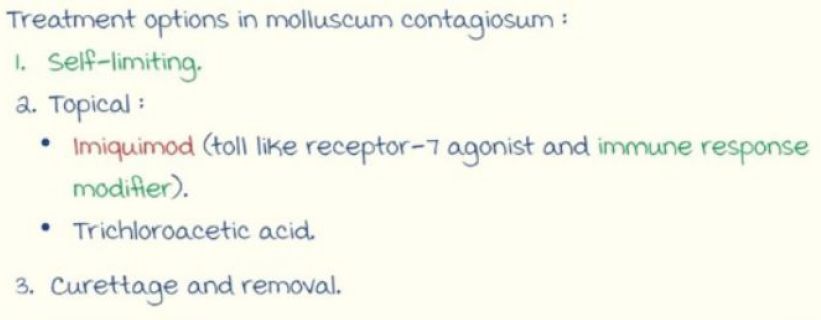 Treatment options in molluscum contagiosum :
1. Self-limiting.
2. Topical :
• Imiquimod (toll like receptor-7 agonist and immune response
modifier).
• Trichloroacetic acid.
3. Curettage and removal.